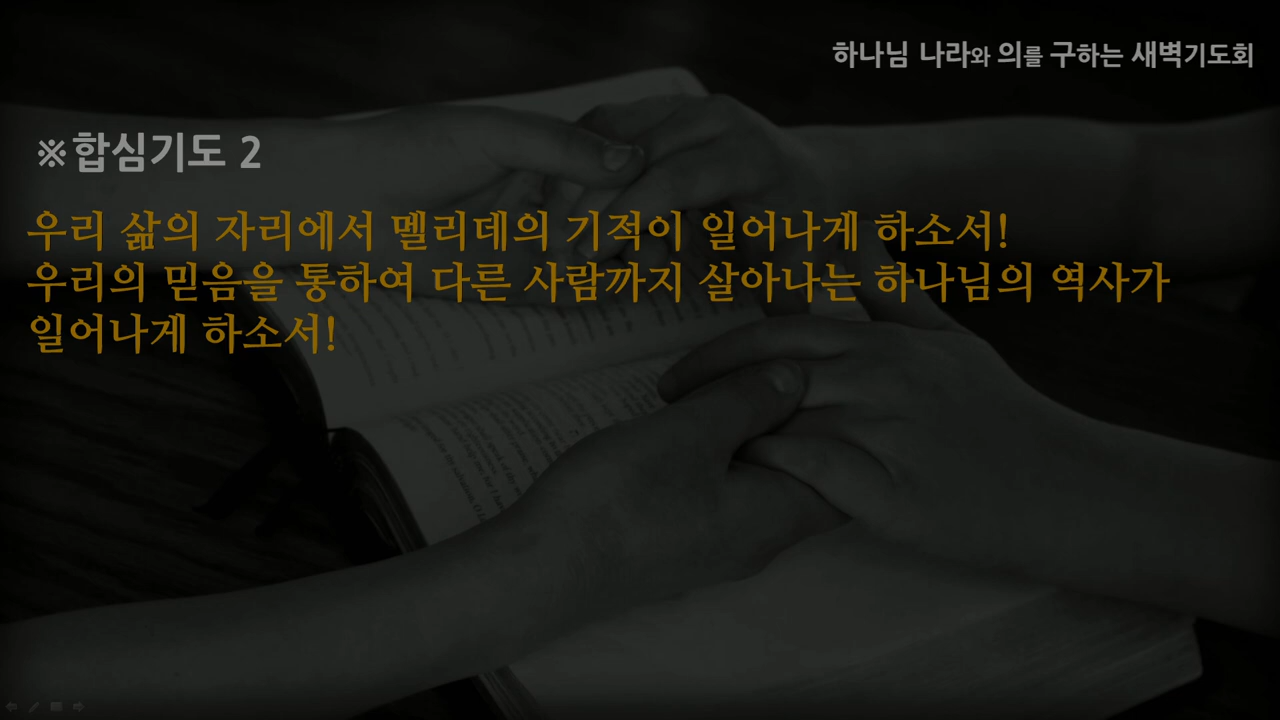 하나님 나라와 의를 구하는 새벽기도회
※합심기도 2
우리 삶의 자리에서 멜리데의 기적이 일어나게 하소서!
우리의 믿음을 통하여 다른 사람까지 살아나는 하나님의 역사가
일어나게 하소서!